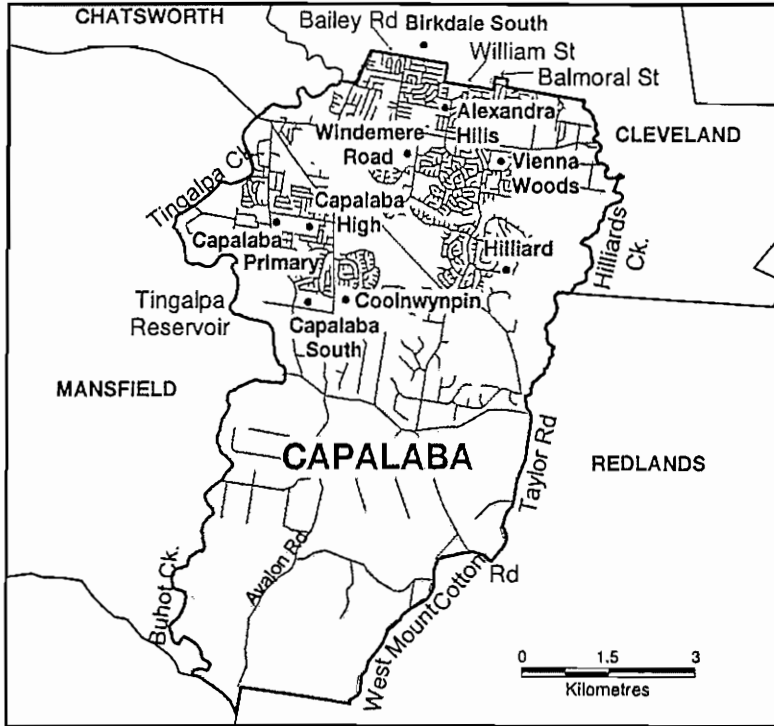 CHATSWORTH
Bailey Rd
Birkdale South
William St
Balmoral St
Alexandra
Hills
CLEVELAND
Windemere
Road
Vienna
Woods
Tingalpa Ck.
Capalaba
High
Capalaba
Primary
Hilliard
Hilliards
Ck.
Tingalpa
Reservoir
Coolnwynpin
Capalaba
South
MANSFIELD
CAPALABA
REDLANDS
Taylor Rd
Avalon Rd
Buhot Ck.
West Mount Cotton
Rd
0 1.5 3
Kilometres